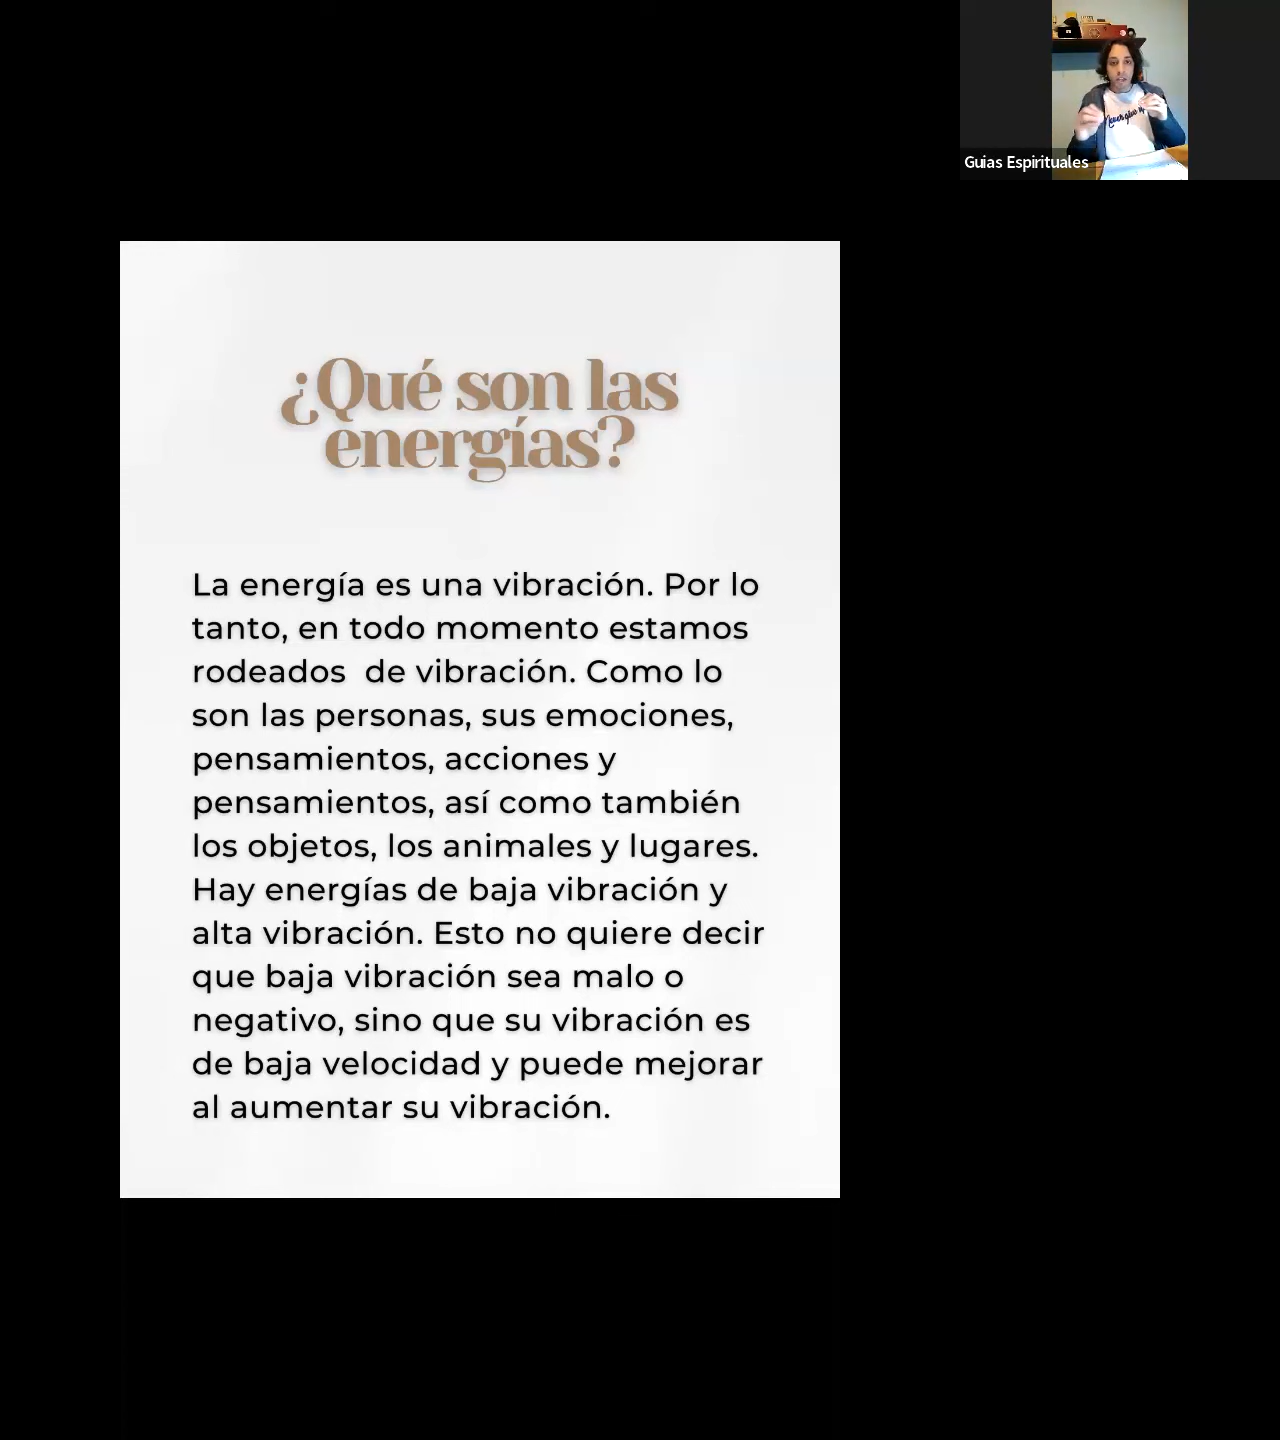 Guias Espirituales
¿Qué son las
energías?
La energía es una vibración. Por lo
tanto, en todo momento estamos
rodeados  de vibración. Como lo
son las personas, sus emociones,
pensamientos, acciones y
pensamientos, así como también
los objetos, los animales y lugares.
Hay energías de baja vibración y
alta vibración. Esto no quiere decir
que baja vibración sea malo o
negativo, sino que su vibración es
de baja velocidad y puede mejorar
al aumentar su vibración.